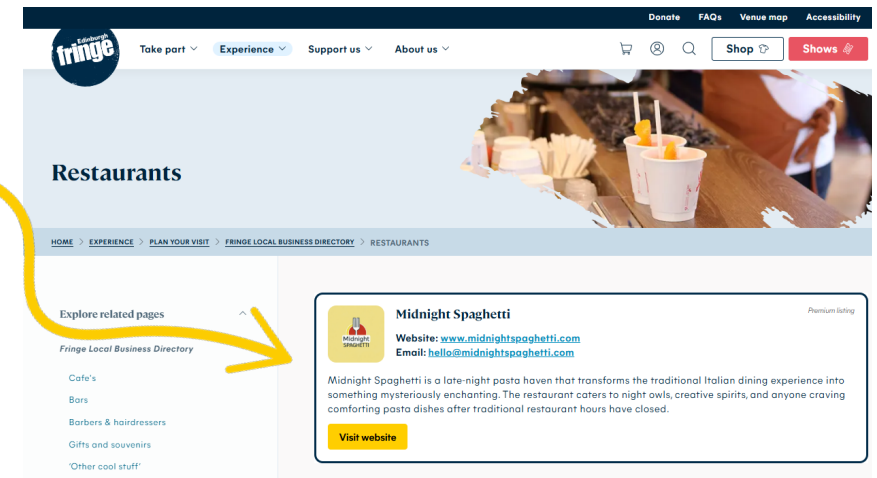 Donate FAQs Venue map Accessibility
Edinburgh
fringe
Take part Experience Support us About us Shop Shows
Restaurants
HOME > EXPERIENCE > PLAN YOUR VISIT > FRINGE LOCAL BUSINESS DIRECTORY > RESTAURANTS
Explore related pages
Fringe Local Business Directory
Cafe's
Bars
Barbers & hairdressers
Gifts and souvenirs
'Other cool stuff'
Midnight
SPAGHETTI
Midnight Spaghetti
Premium listing
Website: www.midnightspaghetti.com
Email: hello@midnightspaghetti.com
Midnight Spaghetti is a late-night pasta haven that transforms the traditional Italian dining experience into
something mysteriously enchanting. The restaurant caters to night owls, creative spirits, and anyone craving
comforting pasta dishes after traditional restaurant hours have closed.
Visit website